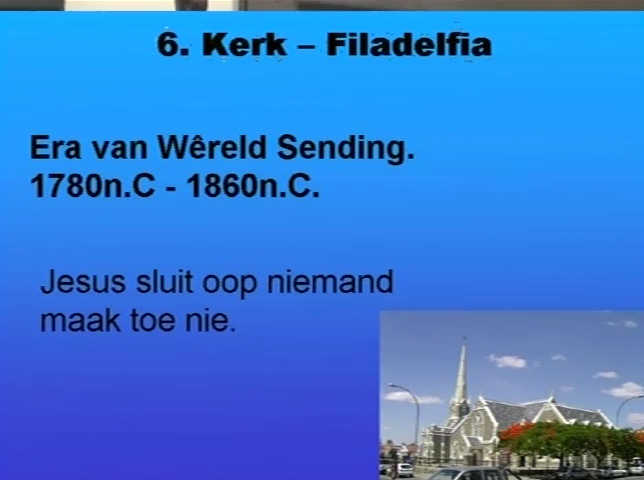 6. Kerk – Filadelfia
Era van Wêreld Sending.
1780n.C - 1860n.C.
Jesus sluit oop niemand
maak toe nie.